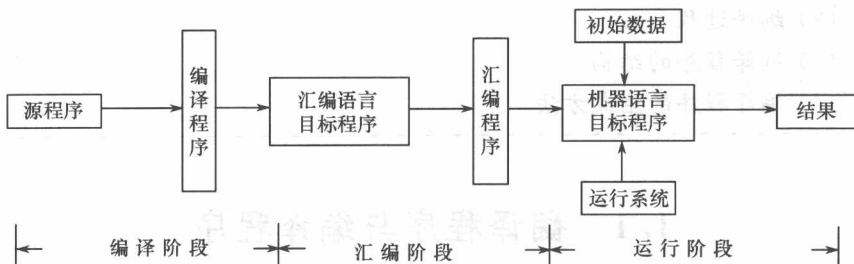 初始数据
源程序
编译程序
汇编语言
目标程序
汇编程序
机器语言
目标程序
结果
运行系统
编译阶段
汇编阶段
运行阶段